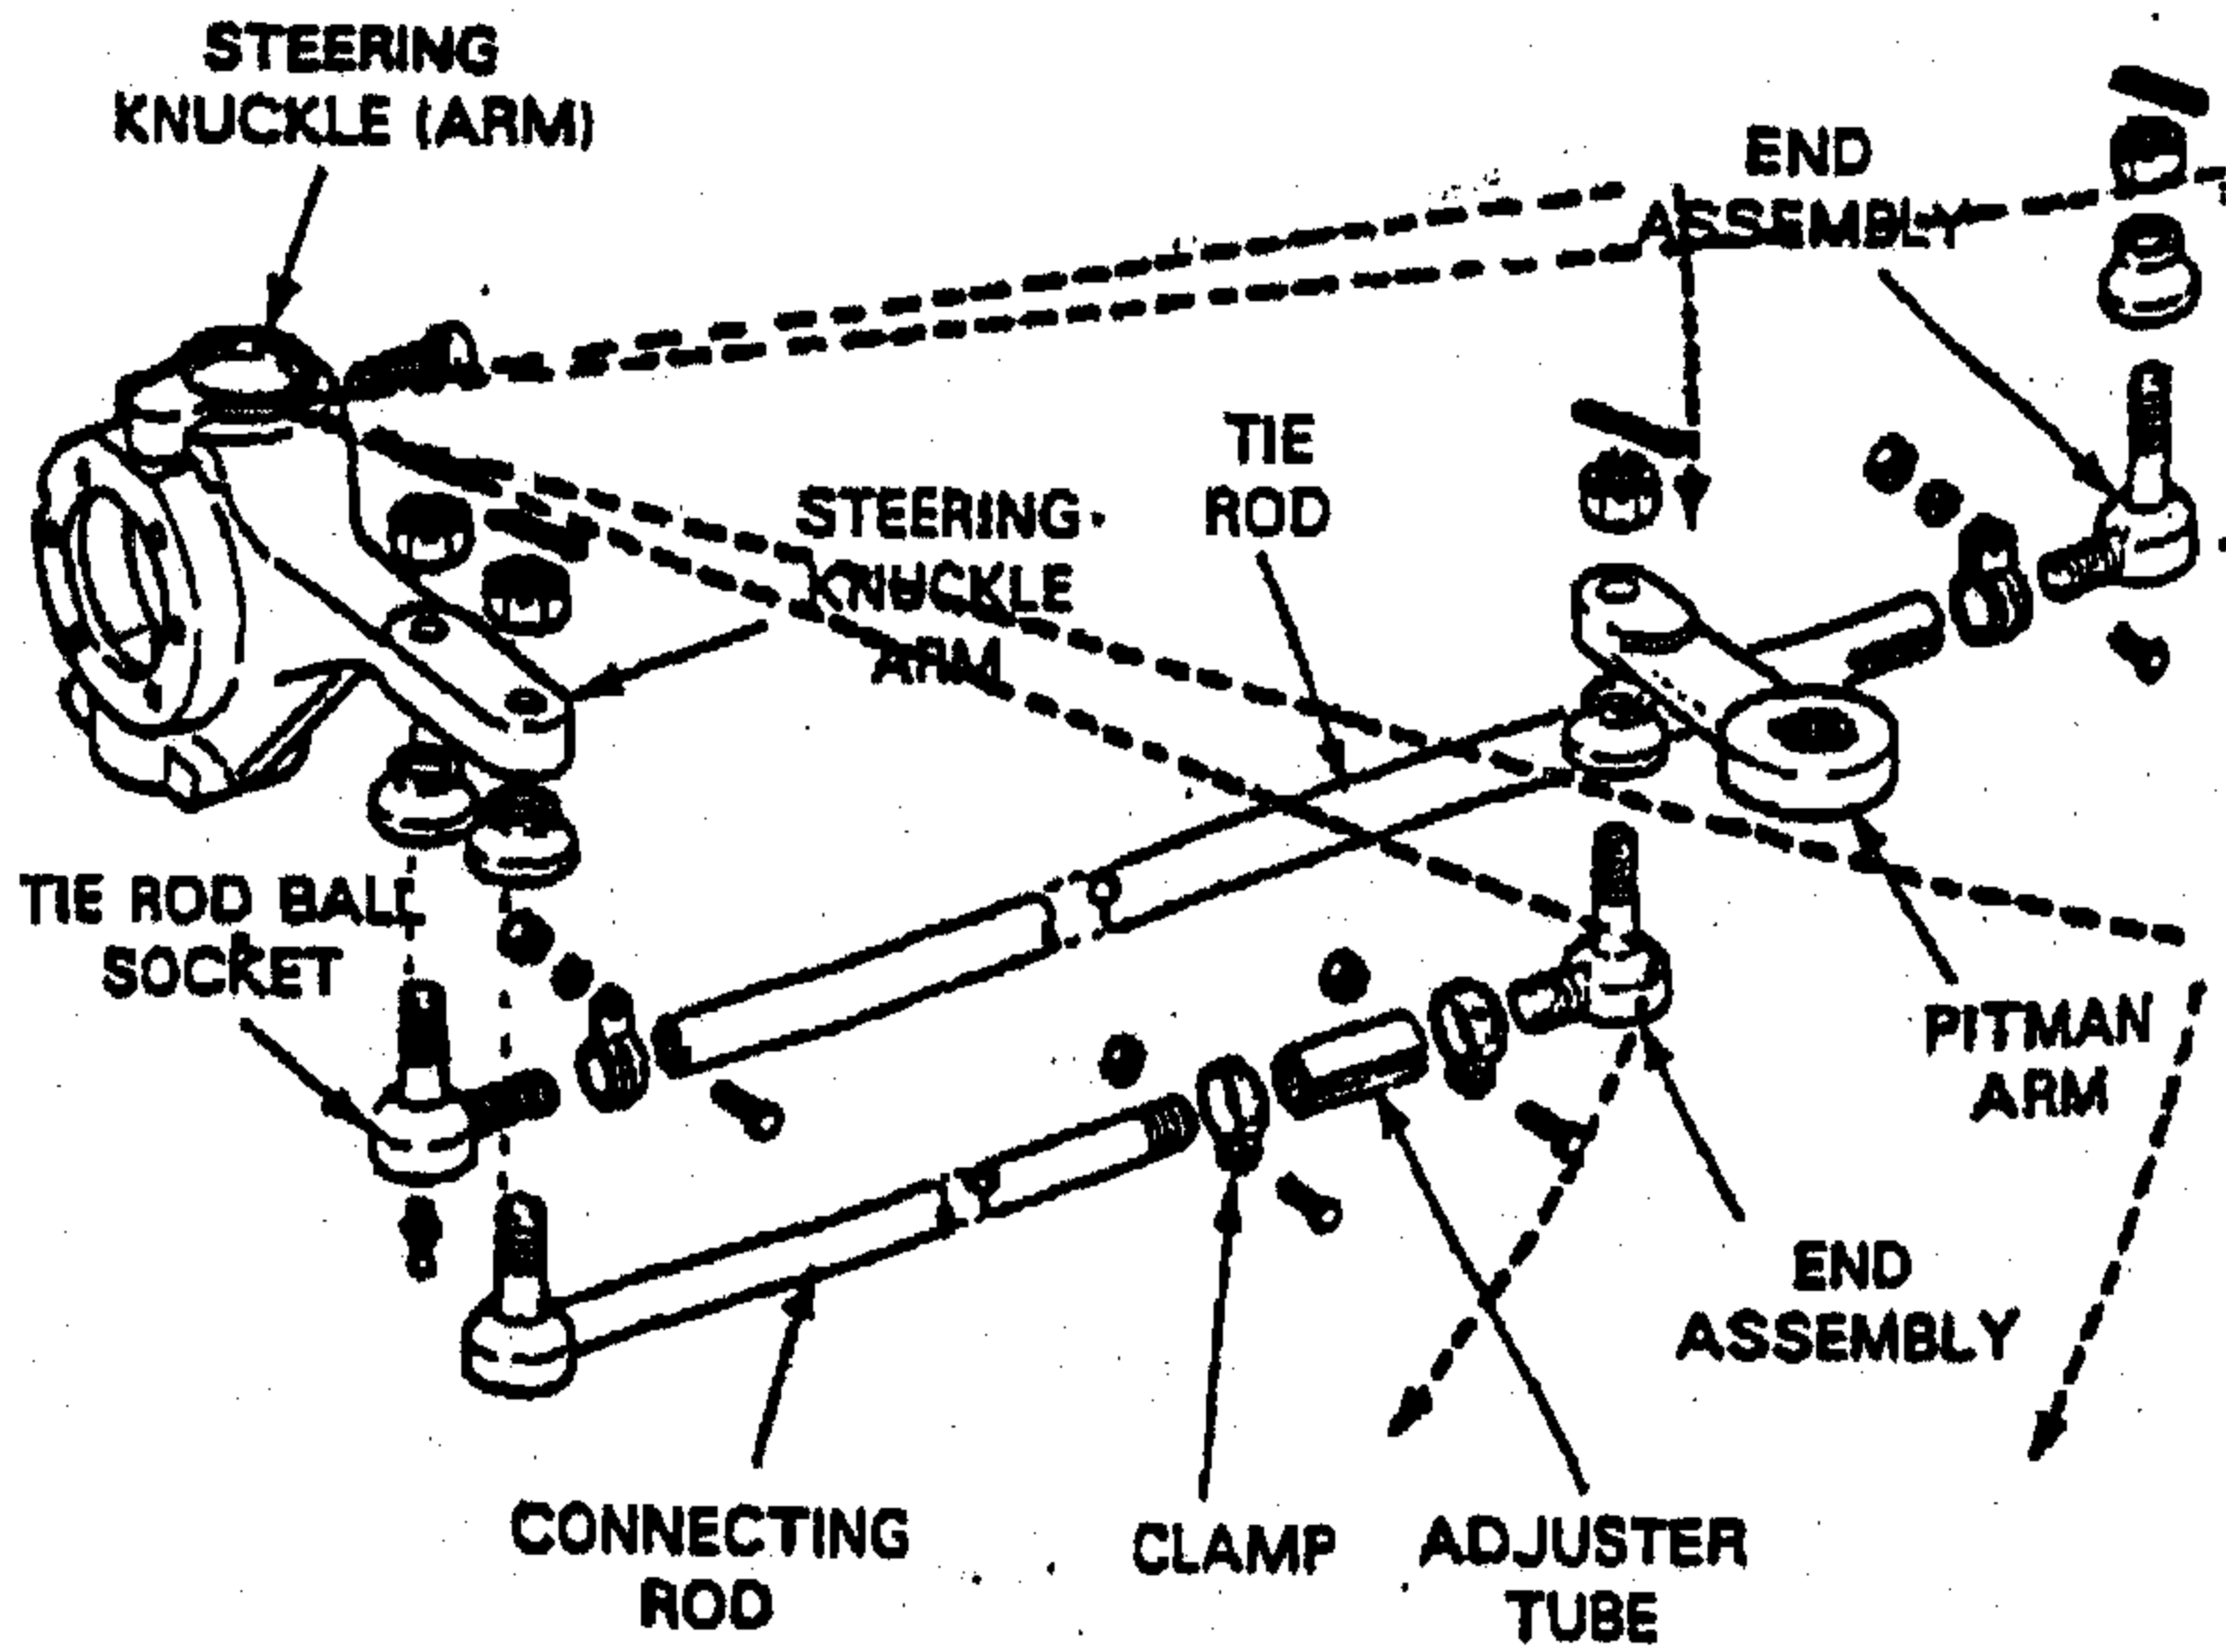 STEERING
KNUCKLE (ARM)
END
ASSEMBLY
TIE
ROD
STEERING
KNUCKLE
ARM
TIE ROD BALL
SOCKET
PITMAN
ARM
END
ASSEMBLY
CONNECTING
ROD
CLAMP
ADJUSTER
TUBE